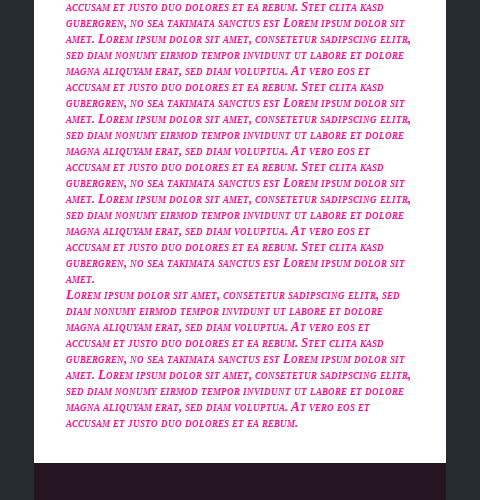 accusam et justo duo dolores et ea rebum. Stet clita kasd
gubergren, no sea takimata sanctus est Lorem ipsum dolor sit
amet. Lorem ipsum dolor sit amet, consetetur sadipscing elitr,
sed diam nonumy eirmod tempor invidunt ut labore et dolore
magna aliquyam erat, sed diam voluptua. At vero eos et
accusam et justo duo dolores et ea rebum. Stet clita kasd
gubergren, no sea takimata sanctus est Lorem ipsum dolor sit
amet. Lorem ipsum dolor sit amet, consetetur sadipscing elitr,
sed diam nonumy eirmod tempor invidunt ut labore et dolore
magna aliquyam erat, sed diam voluptua. At vero eos et
accusam et justo duo dolores et ea rebum. Stet clita kasd
gubergren, no sea takimata sanctus est Lorem ipsum dolor sit
amet. Lorem ipsum dolor sit amet, consetetur sadipscing elitr,
sed diam nonumy eirmod tempor invidunt ut labore et dolore
magna aliquyam erat, sed diam voluptua. At vero eos et
accusam et justo duo dolores et ea rebum. Stet clita kasd
gubergren, no sea takimata sanctus est Lorem ipsum dolor sit
amet.
Lorem ipsum dolor sit amet, consetetur sadipscing elitr, sed
diam nonumy eirmod tempor invidunt ut labore et dolore
magna aliquyam erat, sed diam voluptua. At vero eos et
accusam et justo duo dolores et ea rebum. Stet clita kasd
gubergren, no sea takimata sanctus est Lorem ipsum dolor sit
amet. Lorem ipsum dolor sit amet, consetetur sadipscing elitr,
sed diam nonumy eirmod tempor invidunt ut labore et dolore
magna aliquyam erat, sed diam voluptua. At vero eos et
accusam et justo duo dolores et ea rebum.